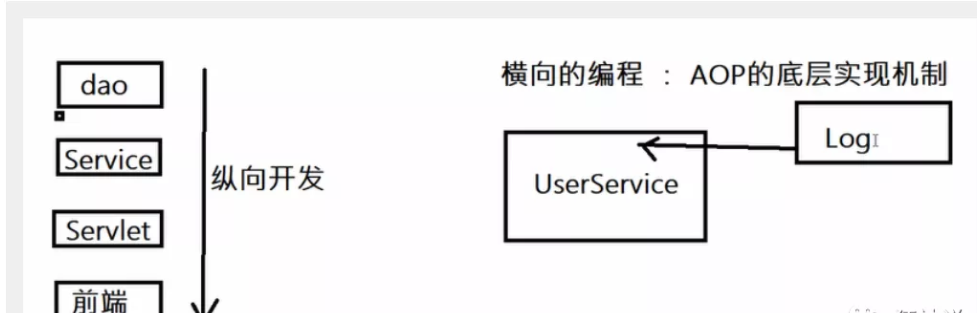 dao
Service
Servlet
前端
纵向开发
横向的编程 ： AOP的底层实现机制
Log
UserService